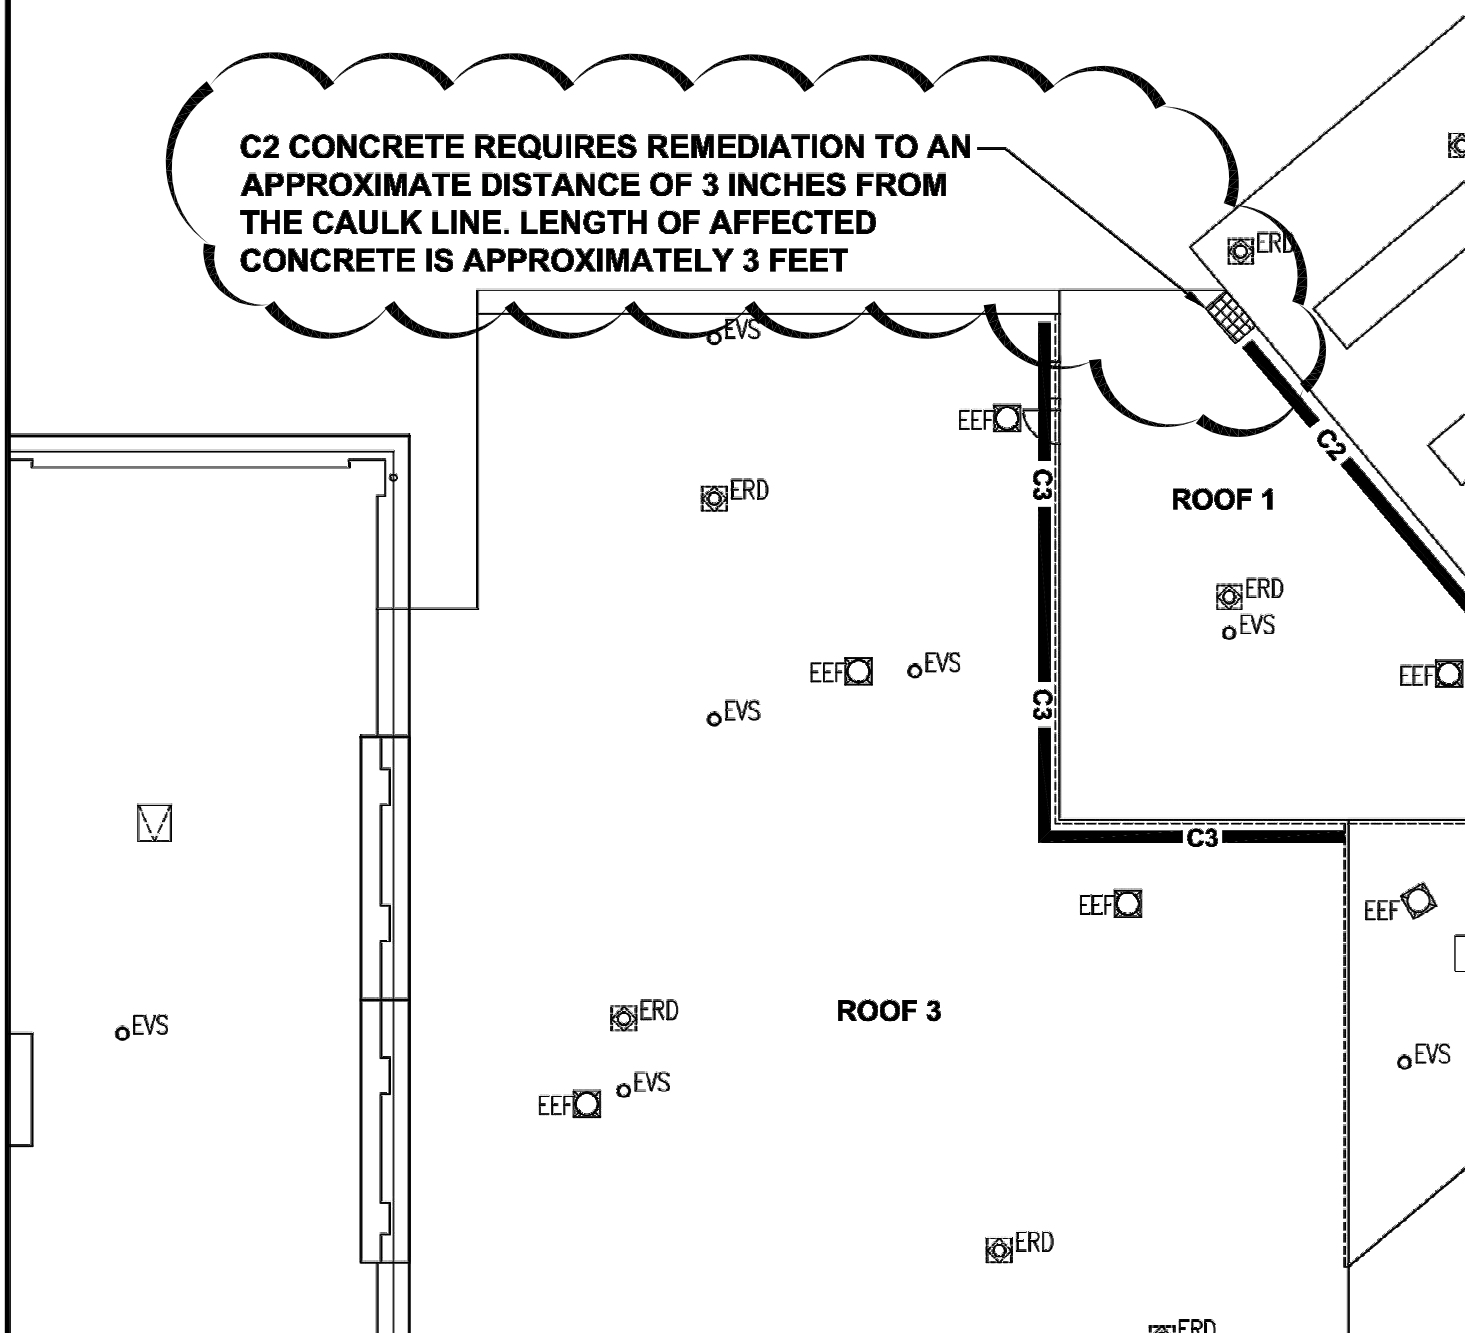 C2 CONCRETE REQUIRES REMEDIATION TO AN
APPROXIMATE DISTANCE OF 3 INCHES FROM
THE CAULK LINE. LENGTH OF AFFECTED
CONCRETE IS APPROXIMATELY 3 FEET
ERD
EVS
EEF
C2
ERD
C3
ROOF 1
ERD
EVS
EEF
EVS
EEF
C3
EVS
C3
EEF
EEF
ERD
ROOF 3
EVS
EVS
EVS
EEF
ERD
ERD